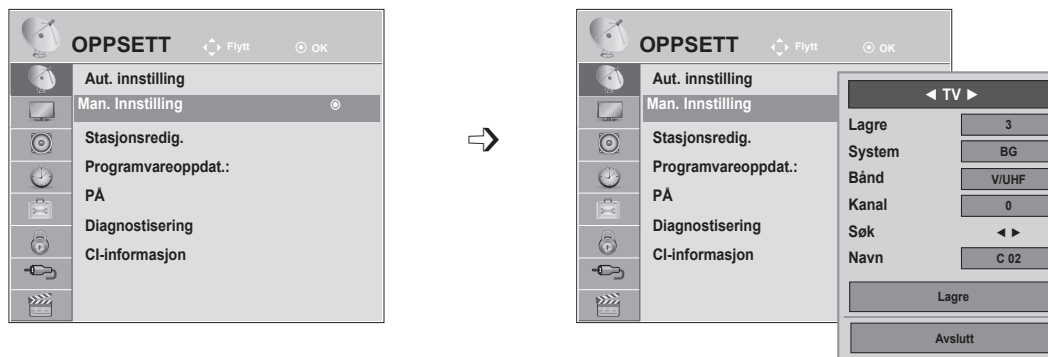 OPPSETT Flytt OK
Aut. innstilling
Man. Innstilling
Stasjonsredig.
Programvareoppdat.:
PÅ
Diagnostisering
CI-informasjon
OPPSETT Flytt OK
Aut. innstilling
Man. Innstilling
Stasjonsredig.
Programvareoppdat.:
PÅ
Diagnostisering
CI-informasjon
◄ TV ►
Lagre 3
System BG
Bånd V/UHF
Kanal 0
Søk ◄ ►
Navn C 02
Lagre
Avslutt